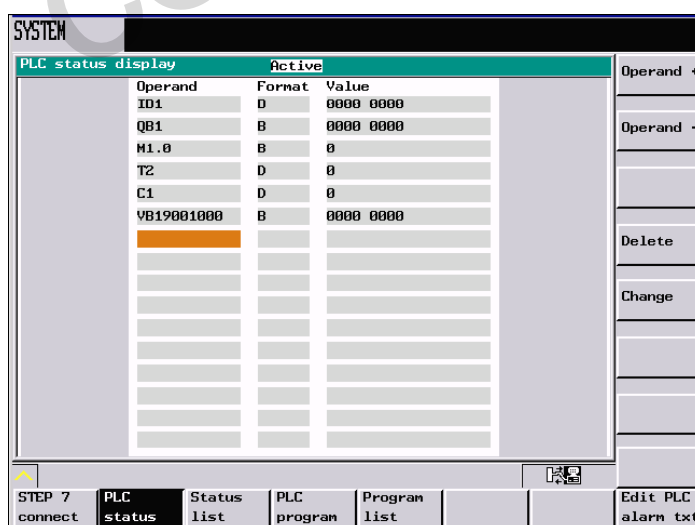 SYSTEM
PLC status display Active
Operand Format Value
ID1 D 0000 0000
QB1 B 0000 0000
M1.0 B 0
T2 D 0
C1 D 0
VB19001000 B 0000 0000
Operand +
Operand -
Delete
Change
STEP 7 connect
PLC status
Status list
PLC program
Program list
Edit PLC alarm txt